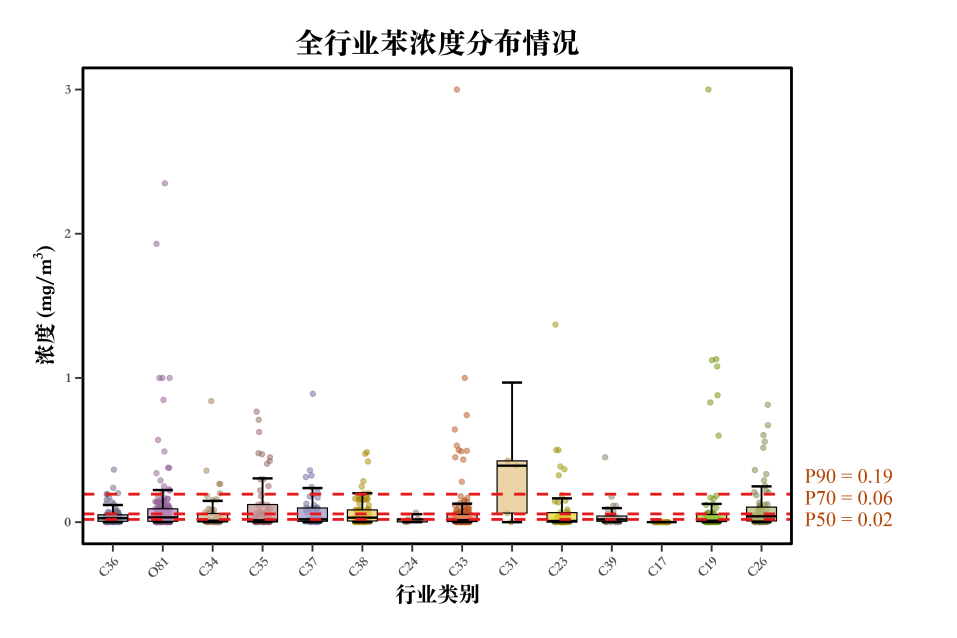 全行业苯浓度分布情况
浓度 (mg/m³)
3
2
1
0
P90 = 0.19
P70 = 0.06
P50 = 0.02
C36 O81 C34 C35 C37 C38 C24 C33 C31 C23 C39 C17 C19 C26
行业类别